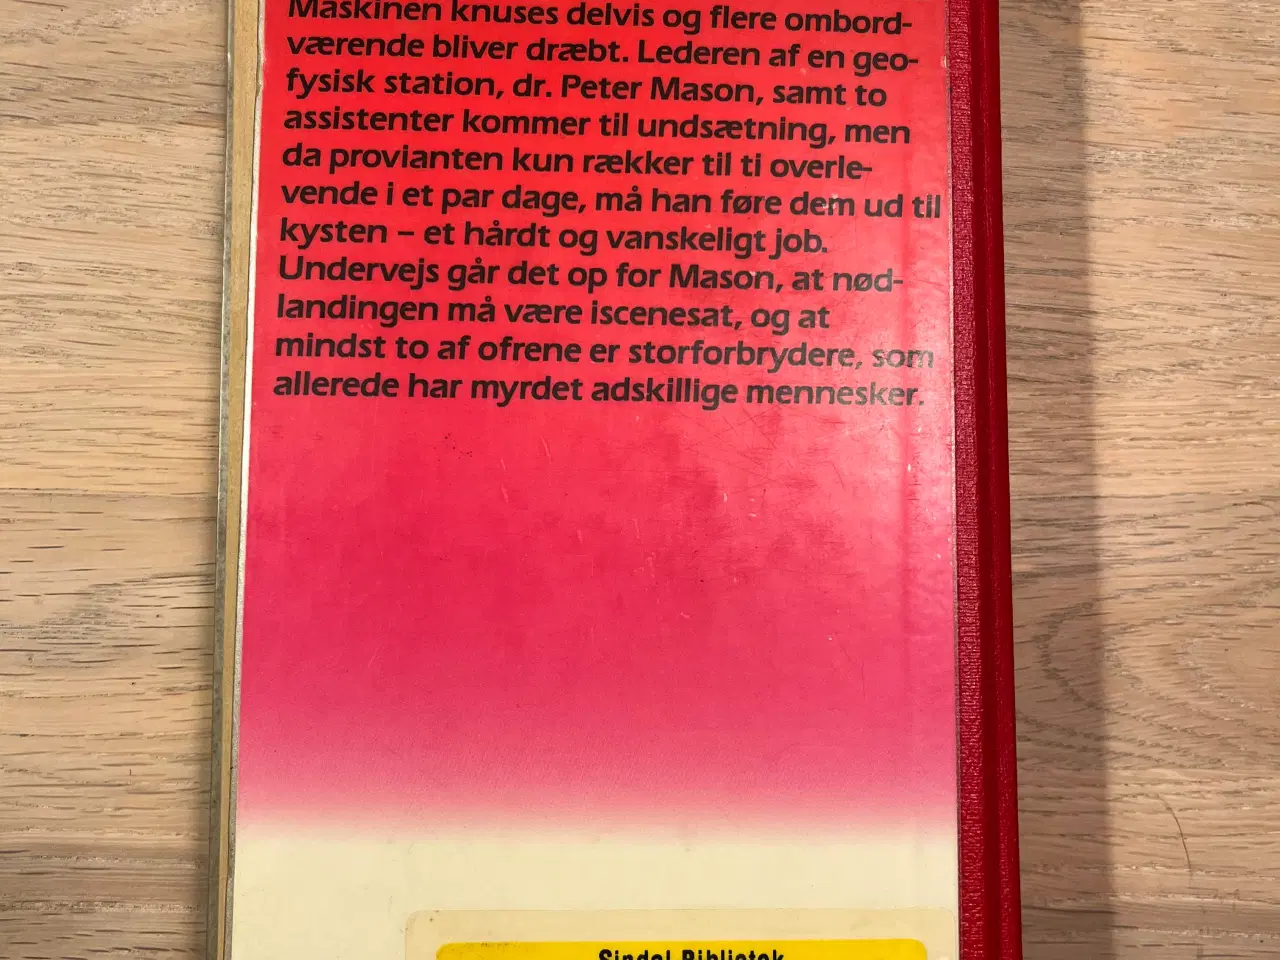 Maskinen knuses delvis og flere ombord-
værende bliver dræbt. Lederen af en geo-
fysisk station, dr. Peter Mason, samt to
assistenter kommer til undsætning, men
da provianten kun rækker til ti overle-
vende i et par dage, må han føre dem ud til
kysten – et hårdt og vanskeligt job.
Undervejs går det op for Mason, at nød-
landingen må være iscenesat, og at
mindst to af ofrene er storforbrydere, som
allerede har myrdet adskillige mennesker.
Sindal Bibliotek